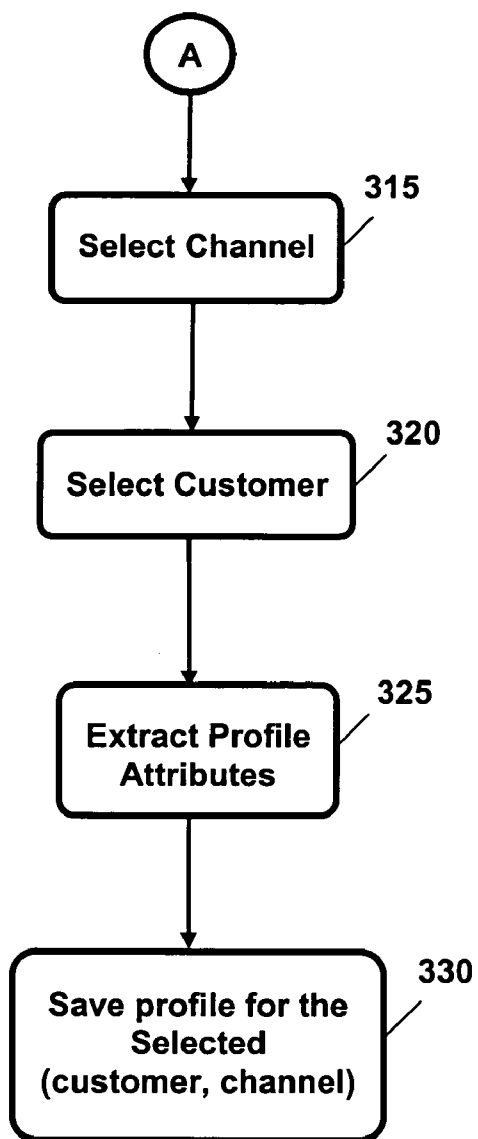 A
315
Select Channel
320
Select Customer
325
Extract Profile
Attributes
330
Save profile for the
Selected
(customer, channel)